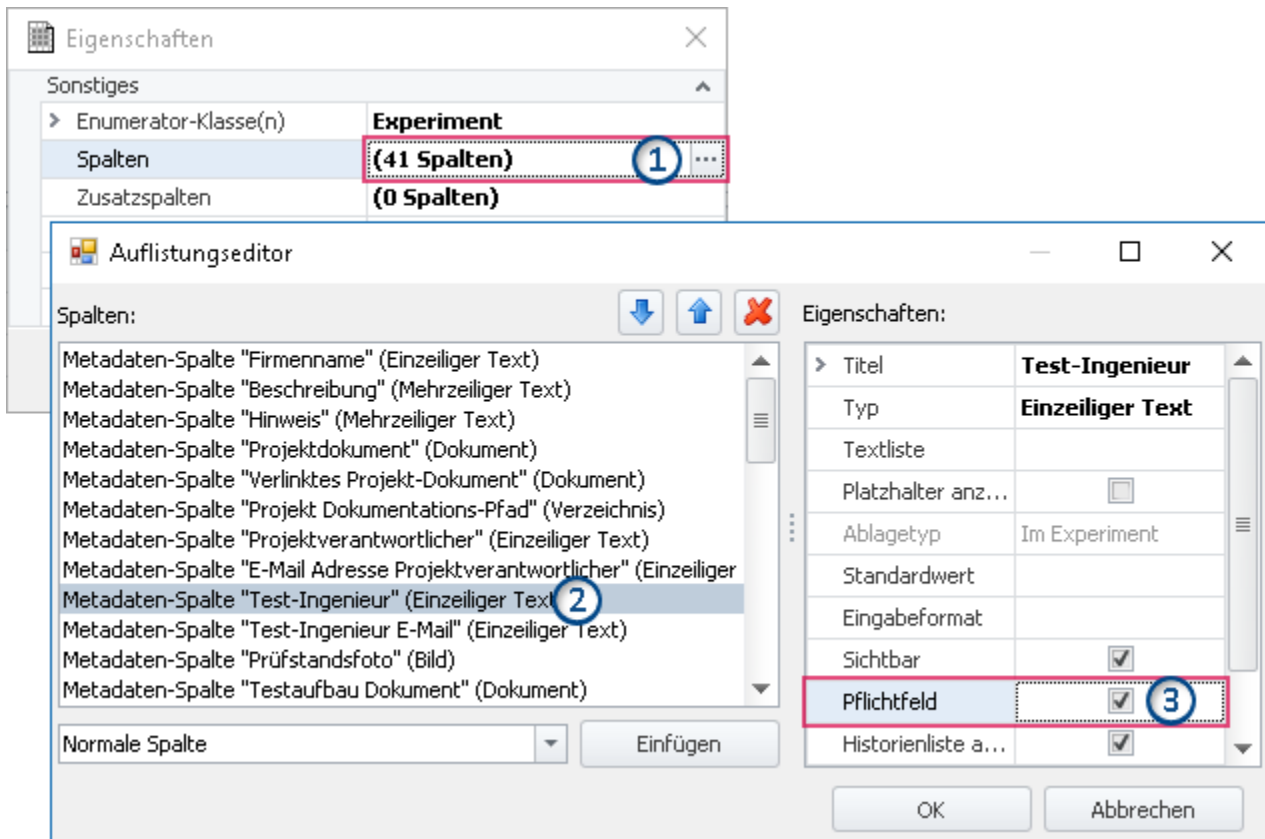 Eigenschaften
Sonstiges
Enumerator-Klasse(n) Experiment
Spalten (41 Spalten) 1 ...
Zusatzspalten (0 Spalten)
Auflistungseditor
Spalten:
Metadaten-Spalte "Firmenname" (Einzeiliger Text)
Metadaten-Spalte "Beschreibung" (Mehrzeiliger Text)
Metadaten-Spalte "Hinweis" (Mehrzeiliger Text)
Metadaten-Spalte "Projektdokument" (Dokument)
Metadaten-Spalte "Verlinktes Projekt-Dokument" (Dokument)
Metadaten-Spalte "Projekt Dokumentations-Pfad" (Verzeichnis)
Metadaten-Spalte "Projektverantwortlicher" (Einzeiliger Text)
Metadaten-Spalte "E-Mail Adresse Projektverantwortlicher" (Einzeiliger
Metadaten-Spalte "Test-Ingenieur" (Einzeiliger Text 2
Metadaten-Spalte "Test-Ingenieur E-Mail" (Einzeiliger Text)
Metadaten-Spalte "Prüfstandsfoto" (Bild)
Metadaten-Spalte "Testaufbau Dokument" (Dokument)
Normale Spalte
Einfügen
Eigenschaften:
Titel Test-Ingenieur
Typ Einzeiliger Text
Textliste
Platzhalter anz...
Ablagetyp Im Experiment
Standardwert
Eingabeformat
Sichtbar
Pflichtfeld 3
Historienliste a...
OK
Abbrechen